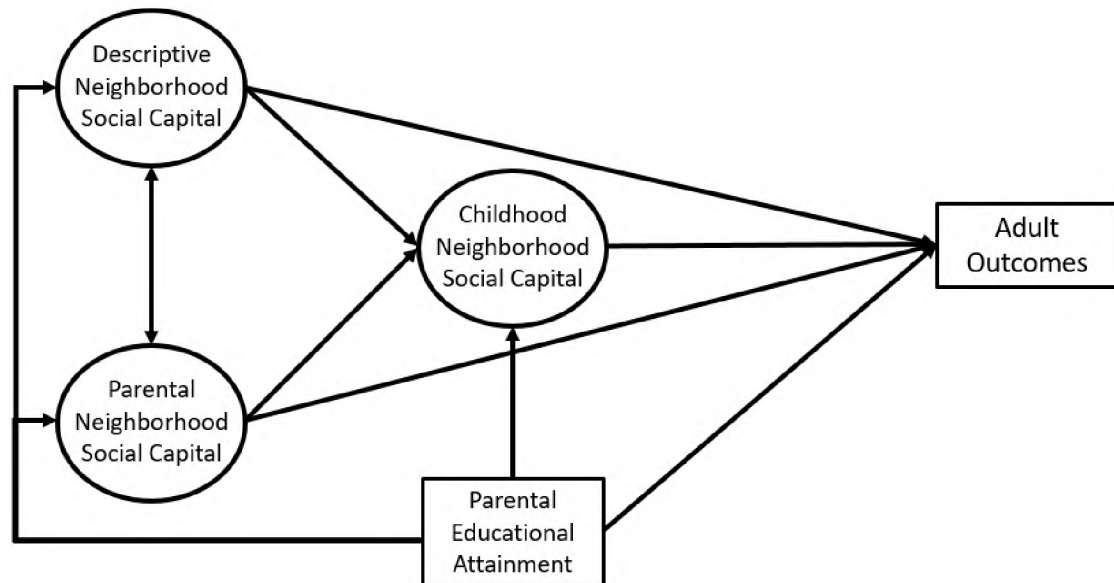 Descriptive
Neighborhood
Social Capital
Childhood
Neighborhood
Social Capital
Adult
Outcomes
Parental
Neighborhood
Social Capital
Parental
Educational
Attainment